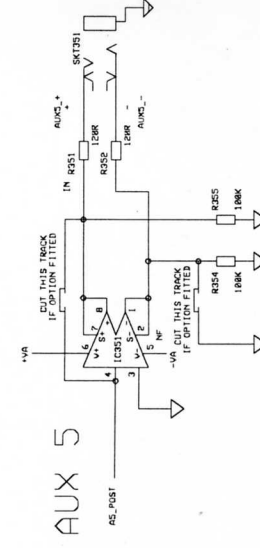 AUX 5
A5_POST
+VA
-VA
CUT THIS TRACK
IF OPTION FITTED
CUT THIS TRACK
IF OPTION FITTED
IC351
V+
V-
S+
S-
+
-
1
2
3
4
5
6
7
8
NF
IN
R351
120R
R352
120R
AUX5_+
+
AUX5_-
-
SKT351
R354
100K
R355
100K